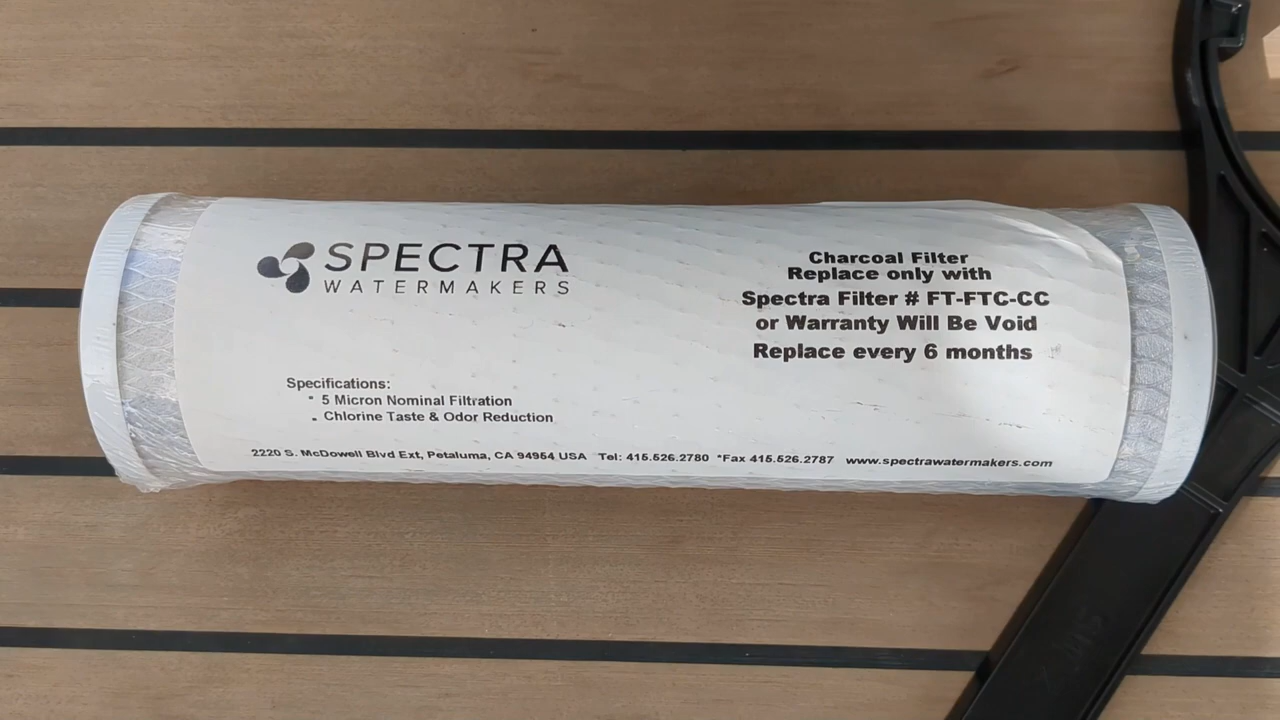 SPECTRA
WATERMAKERS
Charcoal Filter
Replace only with
Spectra Filter # FT-FTC-CC
or Warranty Will Be Void
Replace every 6 months
Specifications:
• 5 Micron Nominal Filtration
• Chlorine Taste & Odor Reduction
2220 S. McDowell Blvd Ext, Petaluma, CA 94954 USA Tel: 415.526.2780 *Fax 415.526.2787 www.spectrawatermakers.com